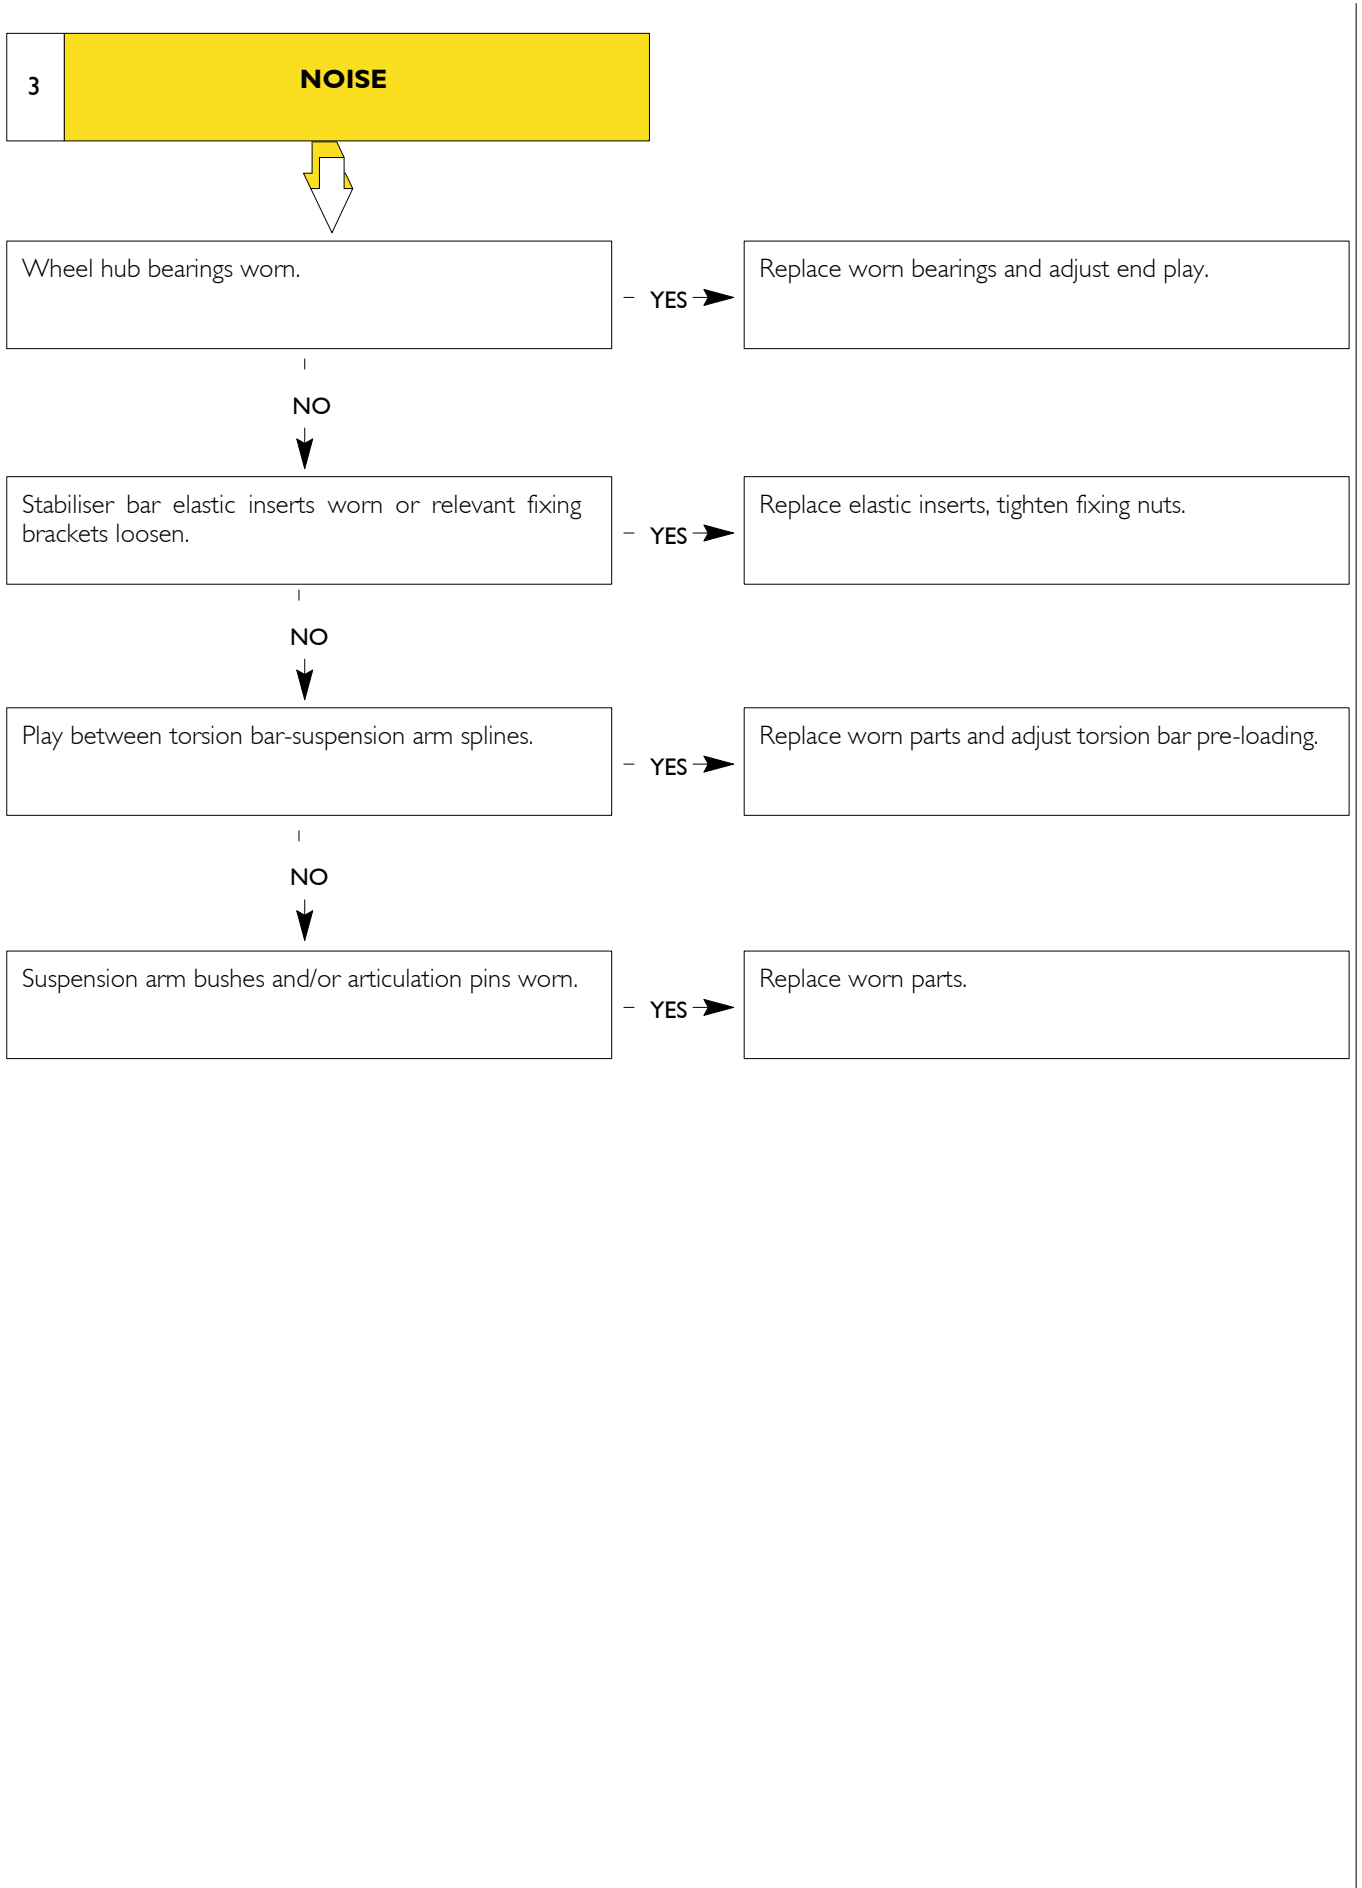 3
NOISE
Wheel hub bearings worn.
YES
Replace worn bearings and adjust end play.
NO
Stabiliser bar elastic inserts worn or relevant fixing
brackets loosen.
YES
Replace elastic inserts, tighten fixing nuts.
NO
Play between torsion bar-suspension arm splines.
YES
Replace worn parts and adjust torsion bar pre-loading.
NO
Suspension arm bushes and/or articulation pins worn.
YES
Replace worn parts.